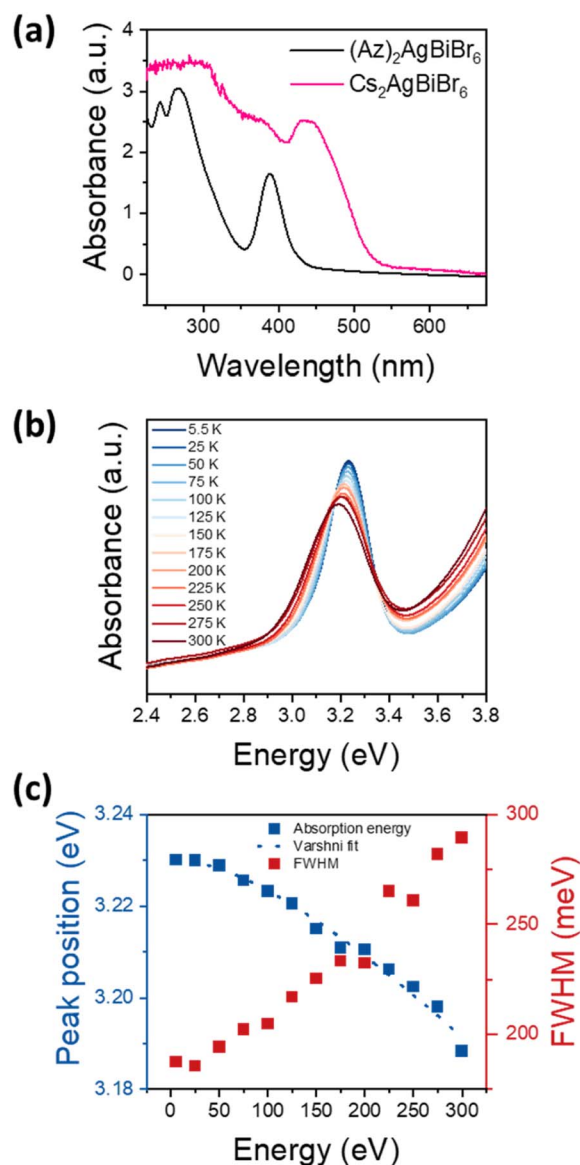 (a)
4
3
2
1
0
Absorbance (a.u.)
(Az)₂AgBiBr₆
Cs₂AgBiBr₆
300 400 500 600
Wavelength (nm)
(b)
Absorbance (a.u.)
5.5 K
25 K
50 K
75 K
100 K
125 K
150 K
175 K
200 K
225 K
250 K
275 K
300 K
2.4 2.6 2.8 3.0 3.2 3.4 3.6 3.8
Energy (eV)
(c)
Peak position (eV)
3.24
3.22
3.20
3.18
Absorption energy
Varshni fit
FWHM
300
250
200
FWHM (meV)
0 50 100 150 200 250 300
Energy (eV)